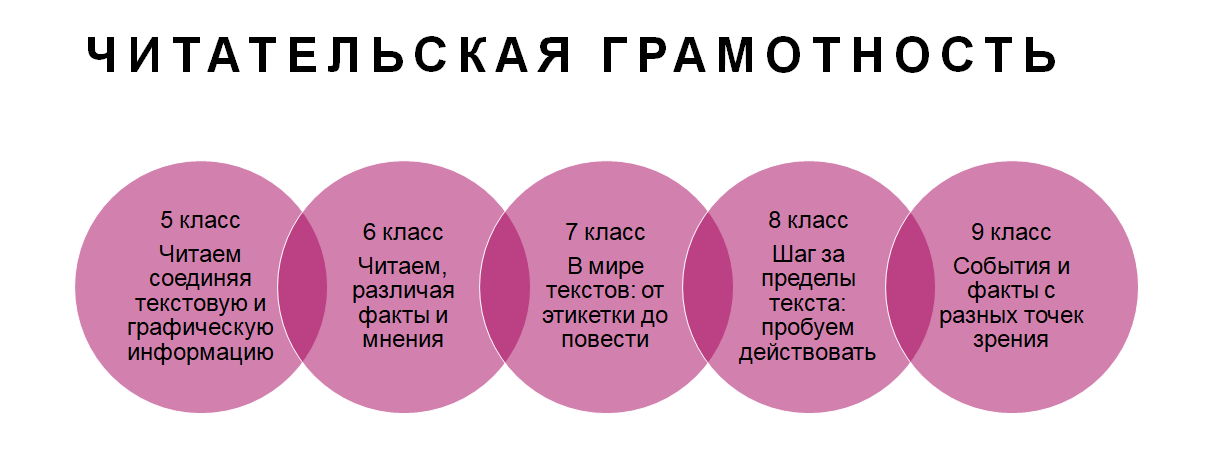 ЧИТАТЕЛЬСКАЯ ГРАМОТНОСТЬ
5 класс
Читаем
соединяя
текстовую и
графическую
информацию
6 класс
Читаем,
различая
факты и
мнения
7 класс
В мире
текстов: от
этикетки до
повести
8 класс
Шаг за
пределы
текста:
пробуем
действовать
9 класс
События и
факты с
разных точек
зрения